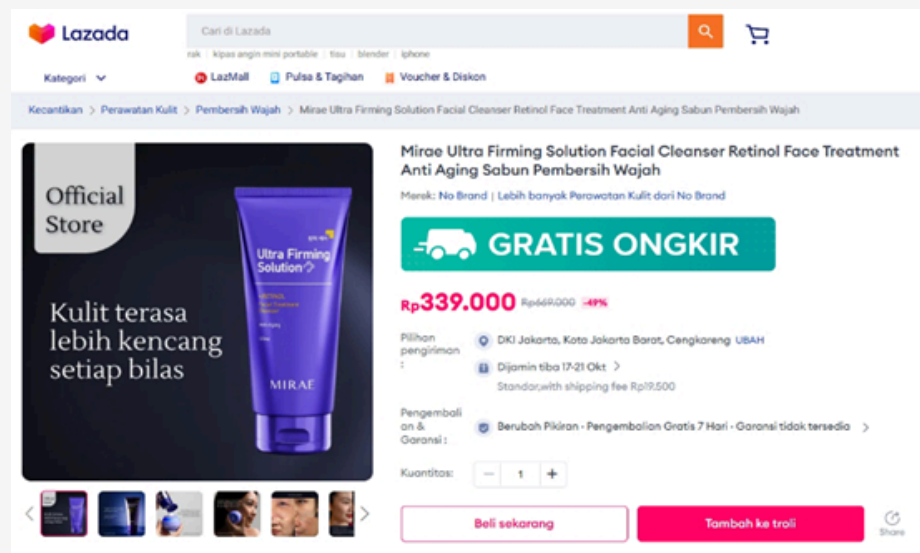 Lazada
Cari di Lazada
rak | kipas angin mini portable | tisu | blender | iphone
Kategori
LazMall
Pulsa & Tagihan
Voucher & Diskon
Kecantikan > Perawatan Kulit > Pembersih Wajah > Mirae Ultra Firming Solution Facial Cleanser Retinol Face Treatment Anti Aging Sabun Pembersih Wajah
Official
Store
Kulit terasa
lebih kencang
setiap bilas
Ultra Firming
Solution
MIRAE
Mirae Ultra Firming Solution Facial Cleanser Retinol Face Treatment
Anti Aging Sabun Pembersih Wajah
Merek: No Brand | Lebih banyak Perawatan Kulit dari No Brand
GRATIS ONGKIR
Rp339.000 Rp669.000 -49%
Pilihan
pengiriman
:
DKI Jakarta, Kota Jakarta Barat, Cengkareng UBAH
Dijamin tiba 17-21 Okt >
Standar,with shipping fee Rp19.500
Pengembali
an &
Garansi :
Berubah Pikiran - Pengembalian Gratis 7 Hari - Garansi tidak tersedia >
Kuantitas:
− 1 +
Beli sekarang
Tambah ke troli
Share